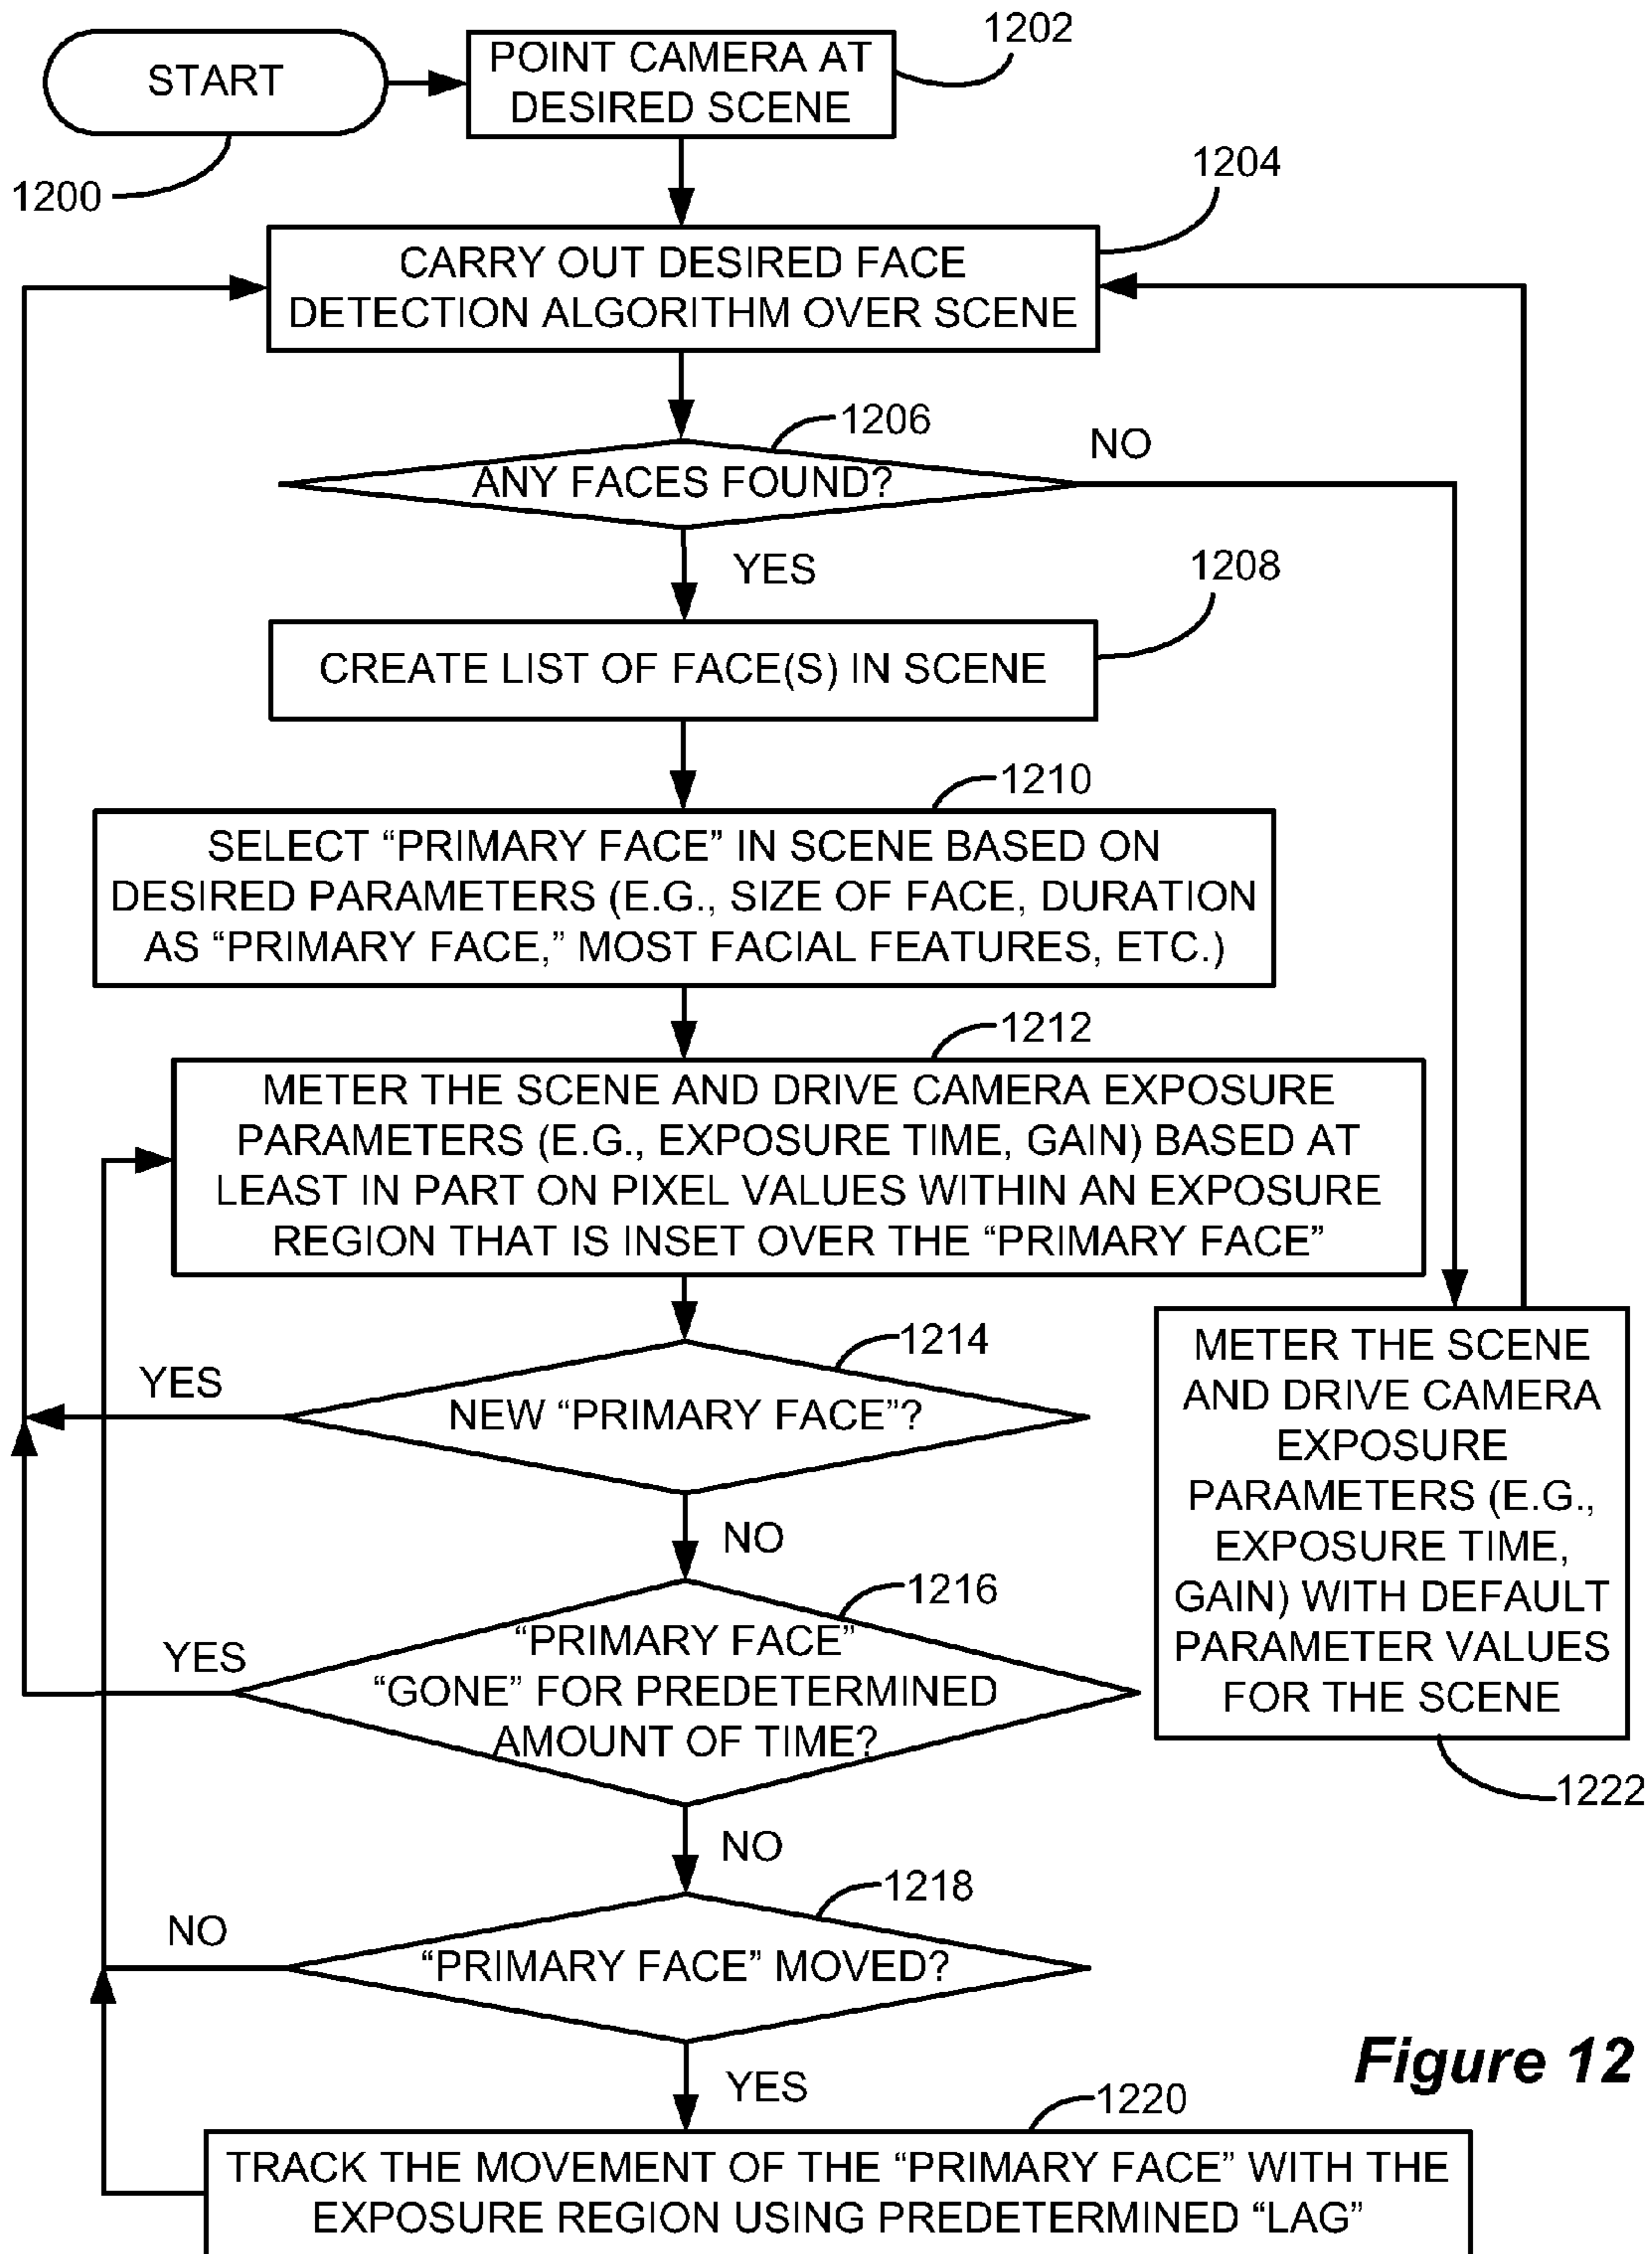 START
1200
POINT CAMERA AT
DESIRED SCENE
1202
1204
CARRY OUT DESIRED FACE
DETECTION ALGORITHM OVER SCENE
1206
ANY FACES FOUND?
NO
YES
1208
CREATE LIST OF FACE(S) IN SCENE
1210
SELECT “PRIMARY FACE” IN SCENE BASED ON
DESIRED PARAMETERS (E.G., SIZE OF FACE, DURATION
AS “PRIMARY FACE,” MOST FACIAL FEATURES, ETC.)
1212
METER THE SCENE AND DRIVE CAMERA EXPOSURE
PARAMETERS (E.G., EXPOSURE TIME, GAIN) BASED AT
LEAST IN PART ON PIXEL VALUES WITHIN AN EXPOSURE
REGION THAT IS INSET OVER THE “PRIMARY FACE”
1214
YES
NEW “PRIMARY FACE”?
NO
1216
YES
“PRIMARY FACE”
“GONE” FOR PREDETERMINED
AMOUNT OF TIME?
NO
1218
NO
“PRIMARY FACE” MOVED?
YES
1220
TRACK THE MOVEMENT OF THE “PRIMARY FACE” WITH THE
EXPOSURE REGION USING PREDETERMINED “LAG”
METER THE SCENE
AND DRIVE CAMERA
EXPOSURE
PARAMETERS (E.G.,
EXPOSURE TIME,
GAIN) WITH DEFAULT
PARAMETER VALUES
FOR THE SCENE
1222
Figure 12